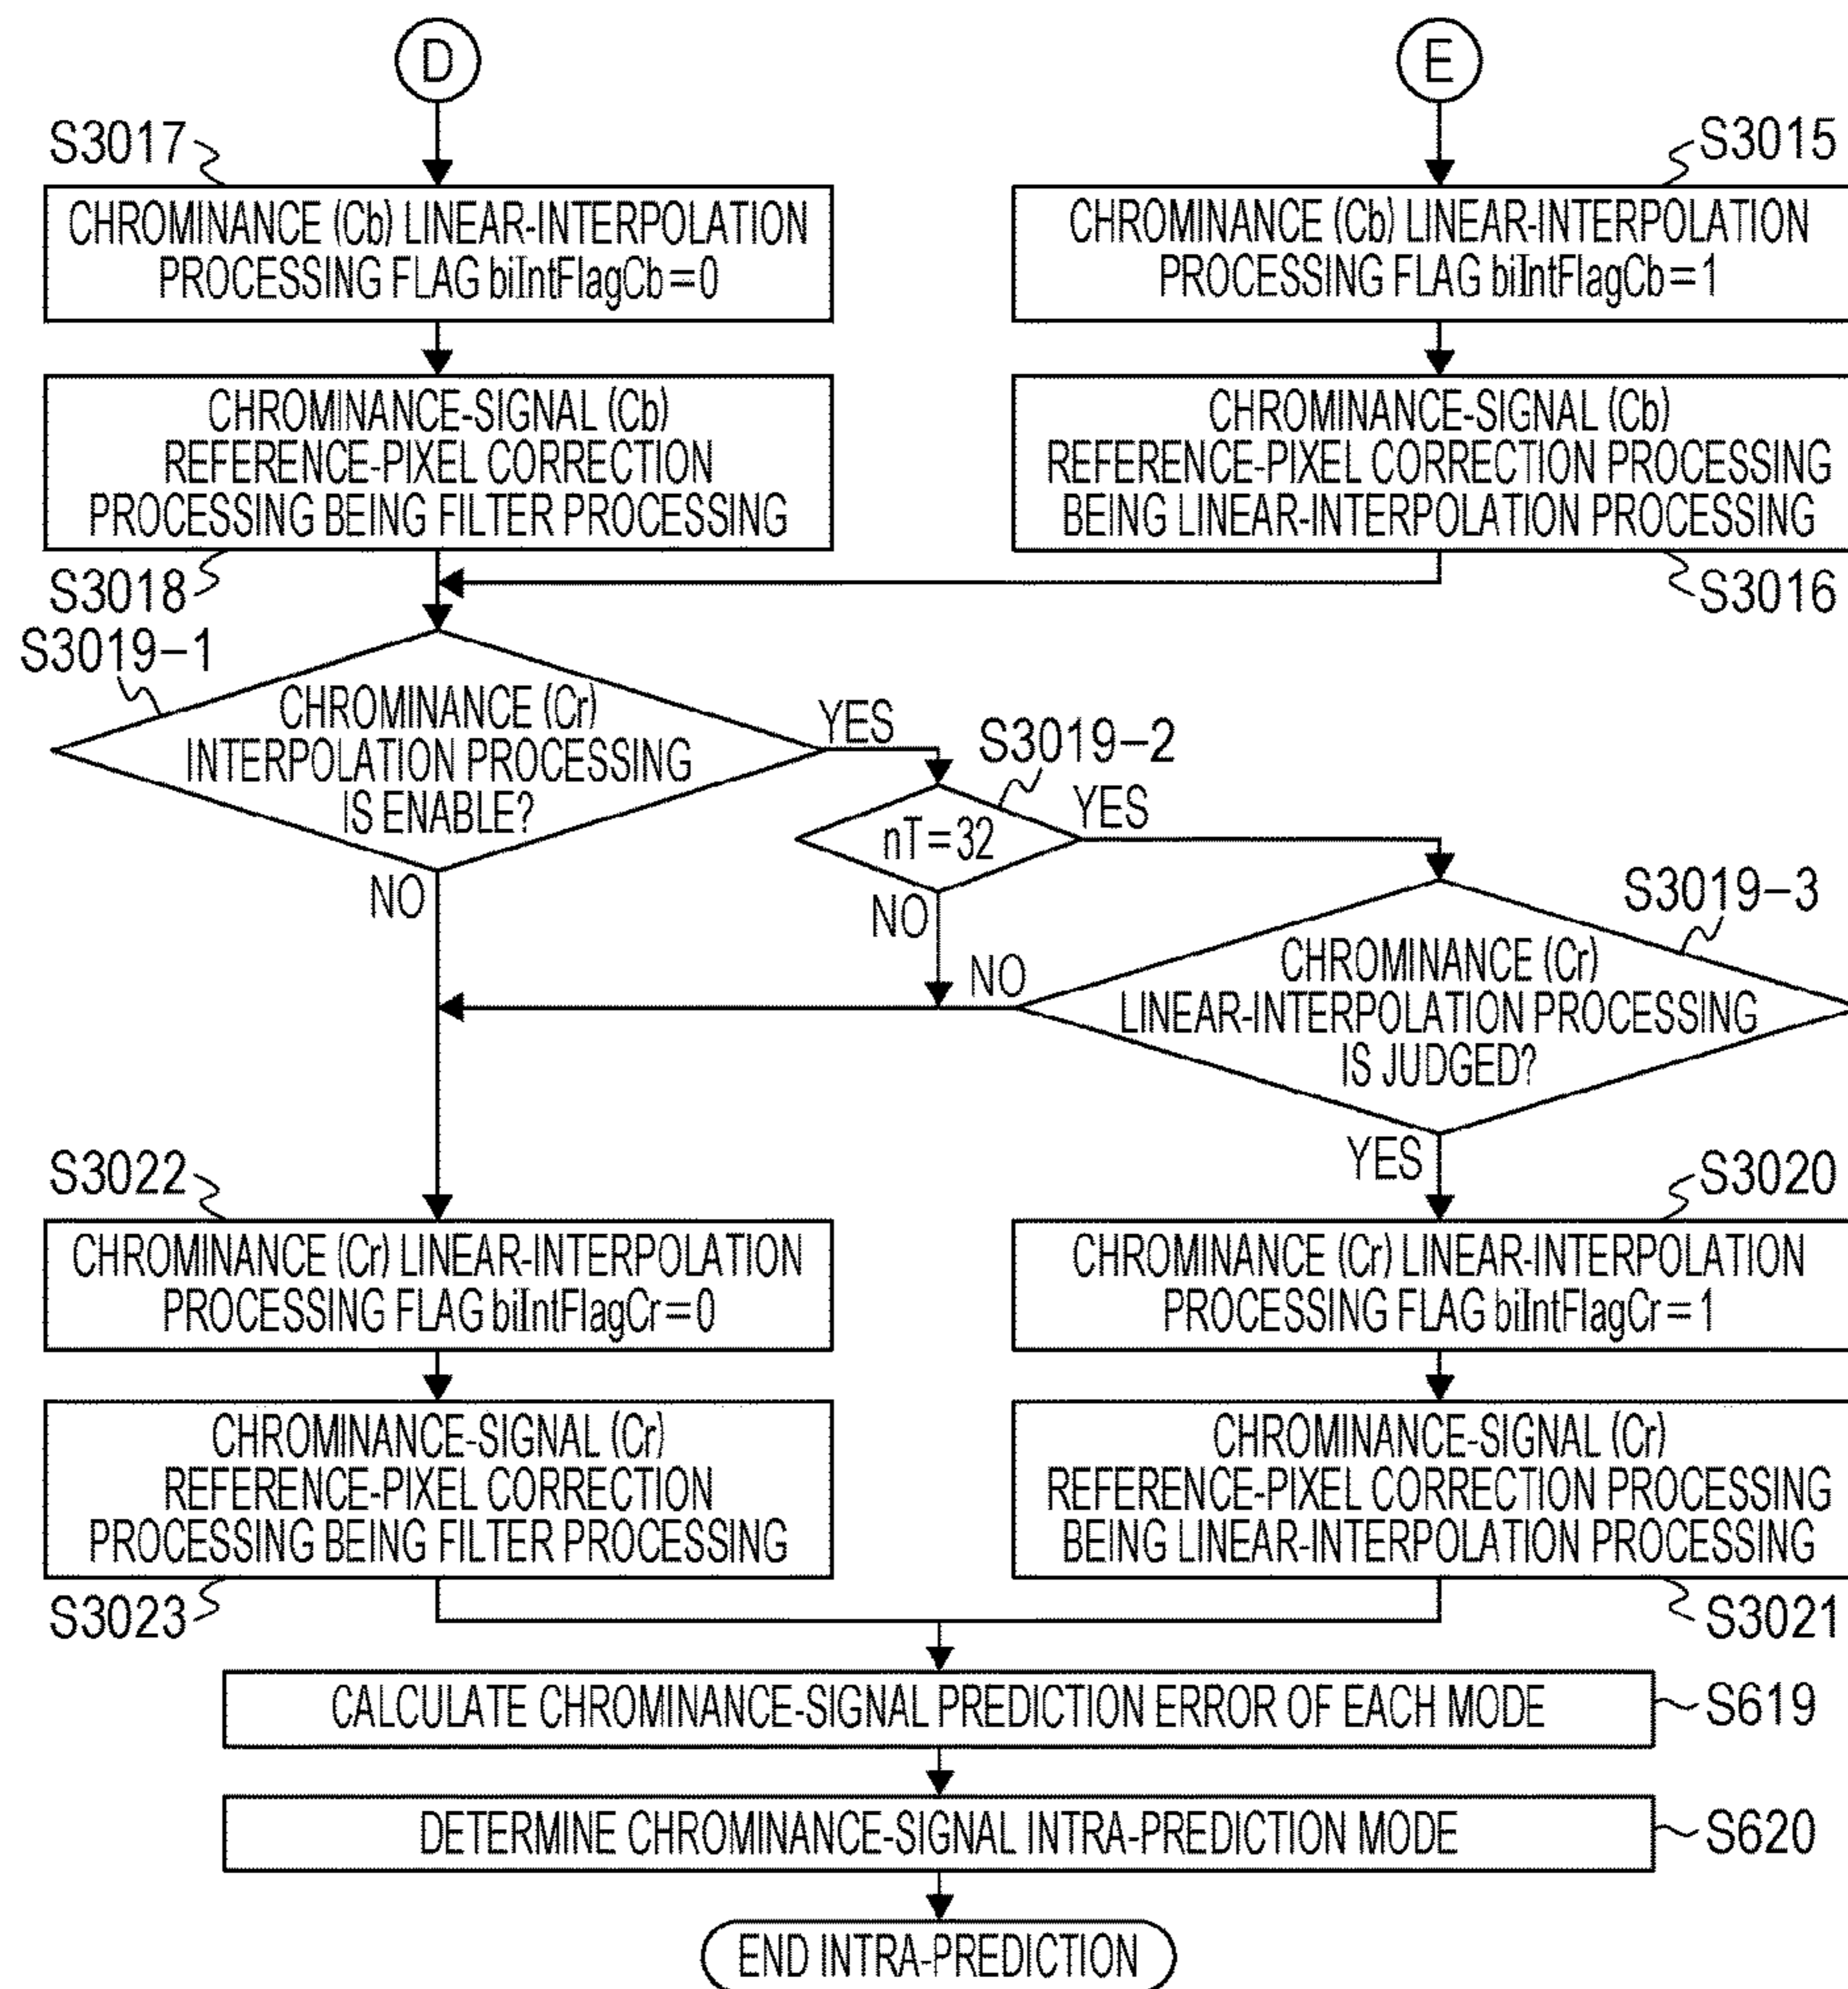 D
E
S3017
S3015
CHROMINANCE (Cb) LINEAR-INTERPOLATION
PROCESSING FLAG biIntFlagCb=0
CHROMINANCE (Cb) LINEAR-INTERPOLATION
PROCESSING FLAG biIntFlagCb=1
CHROMINANCE-SIGNAL (Cb)
REFERENCE-PIXEL CORRECTION
PROCESSING BEING FILTER PROCESSING
CHROMINANCE-SIGNAL (Cb)
REFERENCE-PIXEL CORRECTION PROCESSING
BEING LINEAR-INTERPOLATION PROCESSING
S3018
S3016
S3019-1
CHROMINANCE (Cr)
INTERPOLATION PROCESSING
IS ENABLE?
YES
NO
S3019-2
nT=32
YES
NO
S3019-3
CHROMINANCE (Cr)
LINEAR-INTERPOLATION PROCESSING
IS JUDGED?
NO
YES
S3022
S3020
CHROMINANCE (Cr) LINEAR-INTERPOLATION
PROCESSING FLAG biIntFlagCr=0
CHROMINANCE (Cr) LINEAR-INTERPOLATION
PROCESSING FLAG biIntFlagCr=1
CHROMINANCE-SIGNAL (Cr)
REFERENCE-PIXEL CORRECTION
PROCESSING BEING FILTER PROCESSING
CHROMINANCE-SIGNAL (Cr)
REFERENCE-PIXEL CORRECTION PROCESSING
BEING LINEAR-INTERPOLATION PROCESSING
S3023
S3021
CALCULATE CHROMINANCE-SIGNAL PREDICTION ERROR OF EACH MODE
S619
DETERMINE CHROMINANCE-SIGNAL INTRA-PREDICTION MODE
S620
END INTRA-PREDICTION